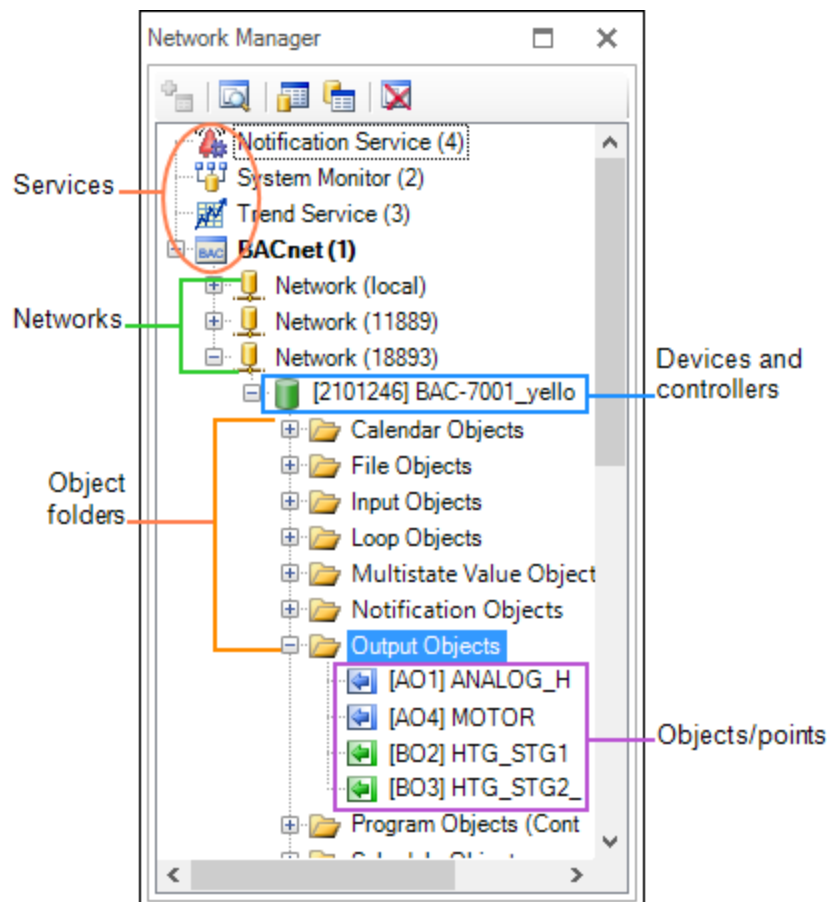 Network Manager
Notification Service (4)
Services
System Monitor (2)
Trend Service (3)
BAC
BACnet (1)
Network (local)
Networks
Network (11889)
Network (18893)
Devices and
controllers
[2101246] BAC-7001_yello
Calendar Objects
File Objects
Object
folders
Input Objects
Loop Objects
Multistate Value Object
Notification Objects
Output Objects
[AO1] ANALOG_H
[AO4] MOTOR
Objects/points
[BO2] HTG_STG1
[BO3] HTG_STG2_
Program Objects (Cont